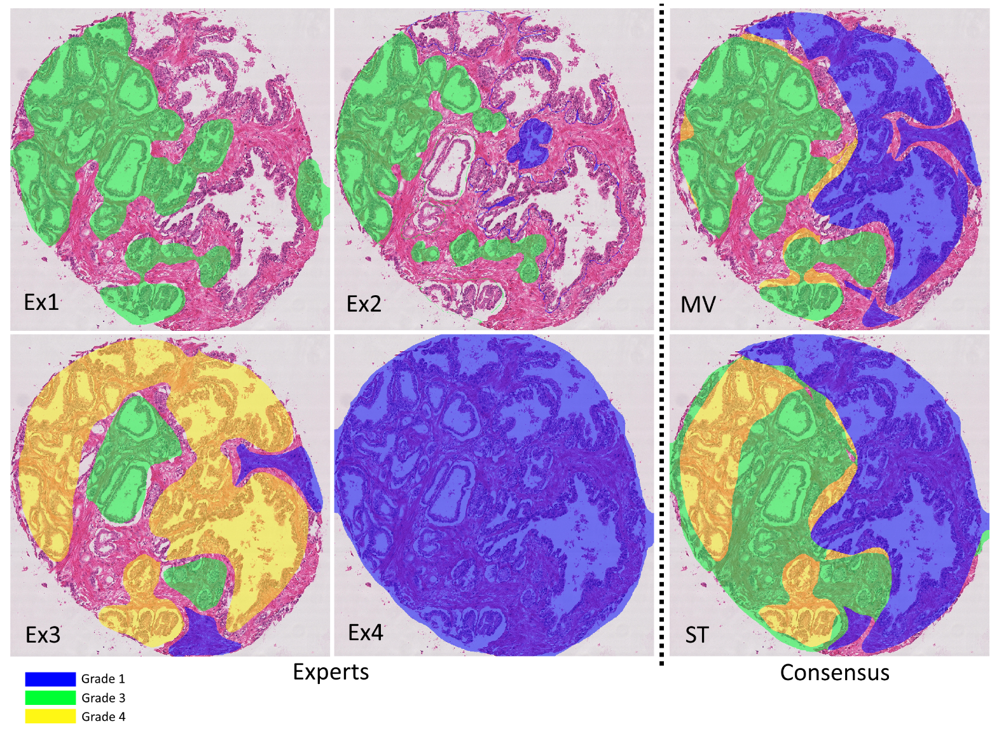 Ex1
Ex2
MV
Ex3
Ex4
ST
Experts
Consensus
Grade 1
Grade 3
Grade 4